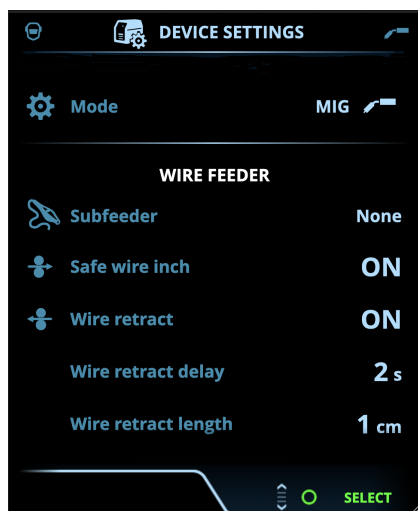 DEVICE SETTINGS
Mode MIG
WIRE FEEDER
Subfeeder None
Safe wire inch ON
Wire retract ON
Wire retract delay 2 s
Wire retract length 1 cm
SELECT